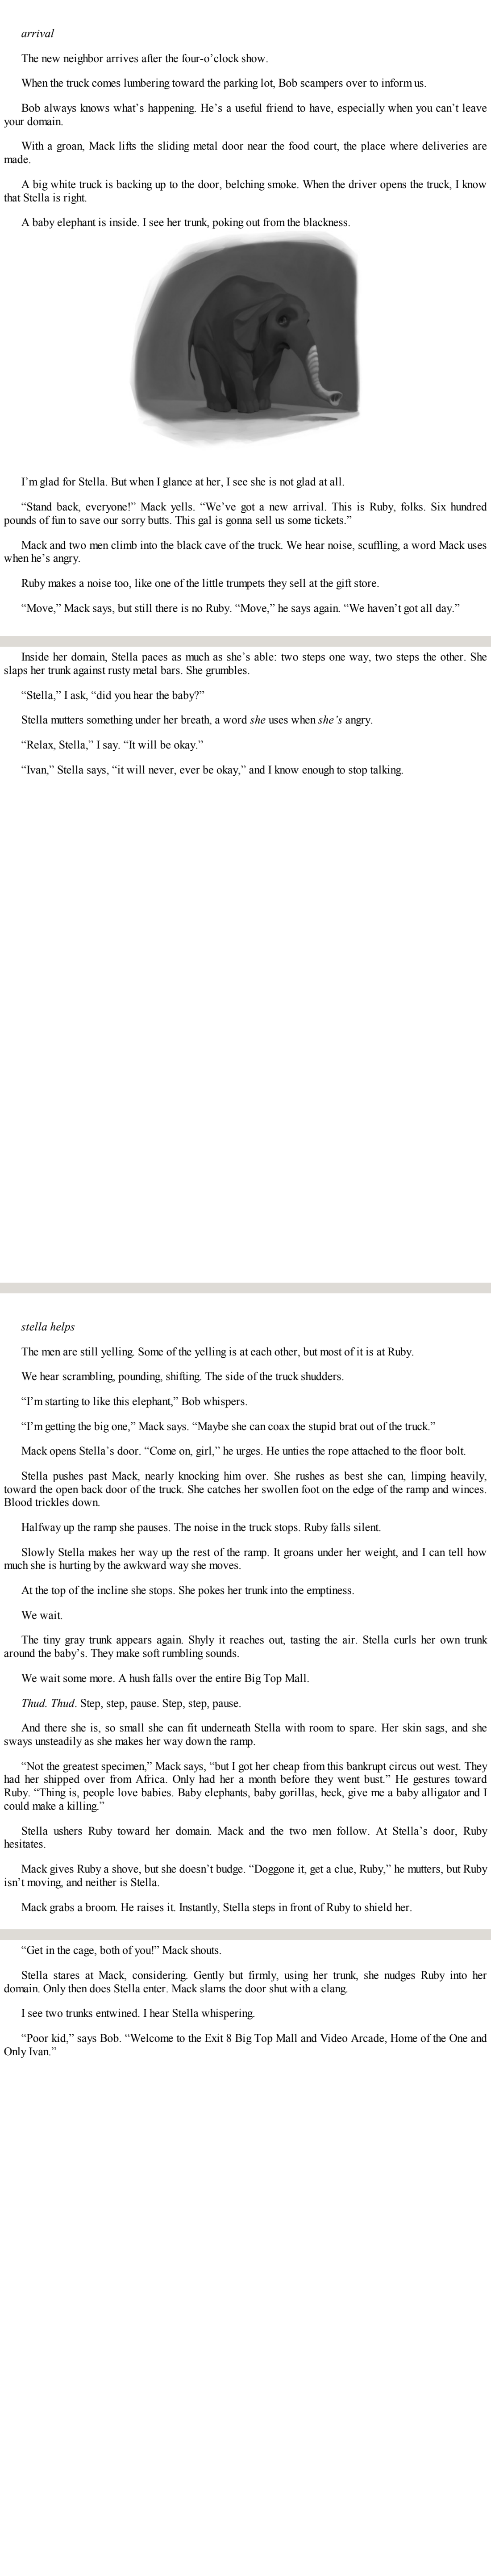 arrival
The new neighbor arrives after the four-o’clock show.
When the truck comes lumbering toward the parking lot, Bob scampers over to inform us.
Bob always knows what’s happening. He’s a useful friend to have, especially when you can’t leave
your domain.
With a groan, Mack lifts the sliding metal door near the food court, the place where deliveries are
made.
A big white truck is backing up to the door, belching smoke. When the driver opens the truck, I know
that Stella is right.
A baby elephant is inside. I see her trunk, poking out from the blackness.
I’m glad for Stella. But when I glance at her, I see she is not glad at all.
“Stand back, everyone!” Mack yells. “We’ve got a new arrival. This is Ruby, folks. Six hundred
pounds of fun to save our sorry butts. This gal is gonna sell us some tickets.”
Mack and two men climb into the black cave of the truck. We hear noise, scuffling, a word Mack uses
when he’s angry.
Ruby makes a noise too, like one of the little trumpets they sell at the gift store.
“Move,” Mack says, but still there is no Ruby. “Move,” he says again. “We haven’t got all day.”
Inside her domain, Stella paces as much as she’s able: two steps one way, two steps the other. She
slaps her trunk against rusty metal bars. She grumbles.
“Stella,” I ask, “did you hear the baby?”
Stella mutters something under her breath, a word she uses when she’s angry.
“Relax, Stella,” I say. “It will be okay.”
“Ivan,” Stella says, “it will never, ever be okay,” and I know enough to stop talking.
stella helps
The men are still yelling. Some of the yelling is at each other, but most of it is at Ruby.
We hear scrambling, pounding, shifting. The side of the truck shudders.
“I’m starting to like this elephant,” Bob whispers.
“I’m getting the big one,” Mack says. “Maybe she can coax the stupid brat out of the truck.”
Mack opens Stella’s door. “Come on, girl,” he urges. He unties the rope attached to the floor bolt.
Stella pushes past Mack, nearly knocking him over. She rushes as best she can, limping heavily,
toward the open back door of the truck. She catches her swollen foot on the edge of the ramp and winces.
Blood trickles down.
Halfway up the ramp she pauses. The noise in the truck stops. Ruby falls silent.
Slowly Stella makes her way up the rest of the ramp. It groans under her weight, and I can tell how
much she is hurting by the awkward way she moves.
At the top of the incline she stops. She pokes her trunk into the emptiness.
We wait.
The tiny gray trunk appears again. Shyly it reaches out, tasting the air. Stella curls her own trunk
around the baby’s. They make soft rumbling sounds.
We wait some more. A hush falls over the entire Big Top Mall.
Thud. Thud. Step, step, pause. Step, step, pause.
And there she is, so small she can fit underneath Stella with room to spare. Her skin sags, and she
sways unsteadily as she makes her way down the ramp.
“Not the greatest specimen,” Mack says, “but I got her cheap from this bankrupt circus out west. They
had her shipped over from Africa. Only had her a month before they went bust.” He gestures toward
Ruby. “Thing is, people love babies. Baby elephants, baby gorillas, heck, give me a baby alligator and I
could make a killing.”
Stella ushers Ruby toward her domain. Mack and the two men follow. At Stella’s door, Ruby
hesitates.
Mack gives Ruby a shove, but she doesn’t budge. “Doggone it, get a clue, Ruby,” he mutters, but Ruby
isn’t moving, and neither is Stella.
Mack grabs a broom. He raises it. Instantly, Stella steps in front of Ruby to shield her.
“Get in the cage, both of you!” Mack shouts.
Stella stares at Mack, considering. Gently but firmly, using her trunk, she nudges Ruby into her
domain. Only then does Stella enter. Mack slams the door shut with a clang.
I see two trunks entwined. I hear Stella whispering.
“Poor kid,” says Bob. “Welcome to the Exit 8 Big Top Mall and Video Arcade, Home of the One and
Only Ivan.”